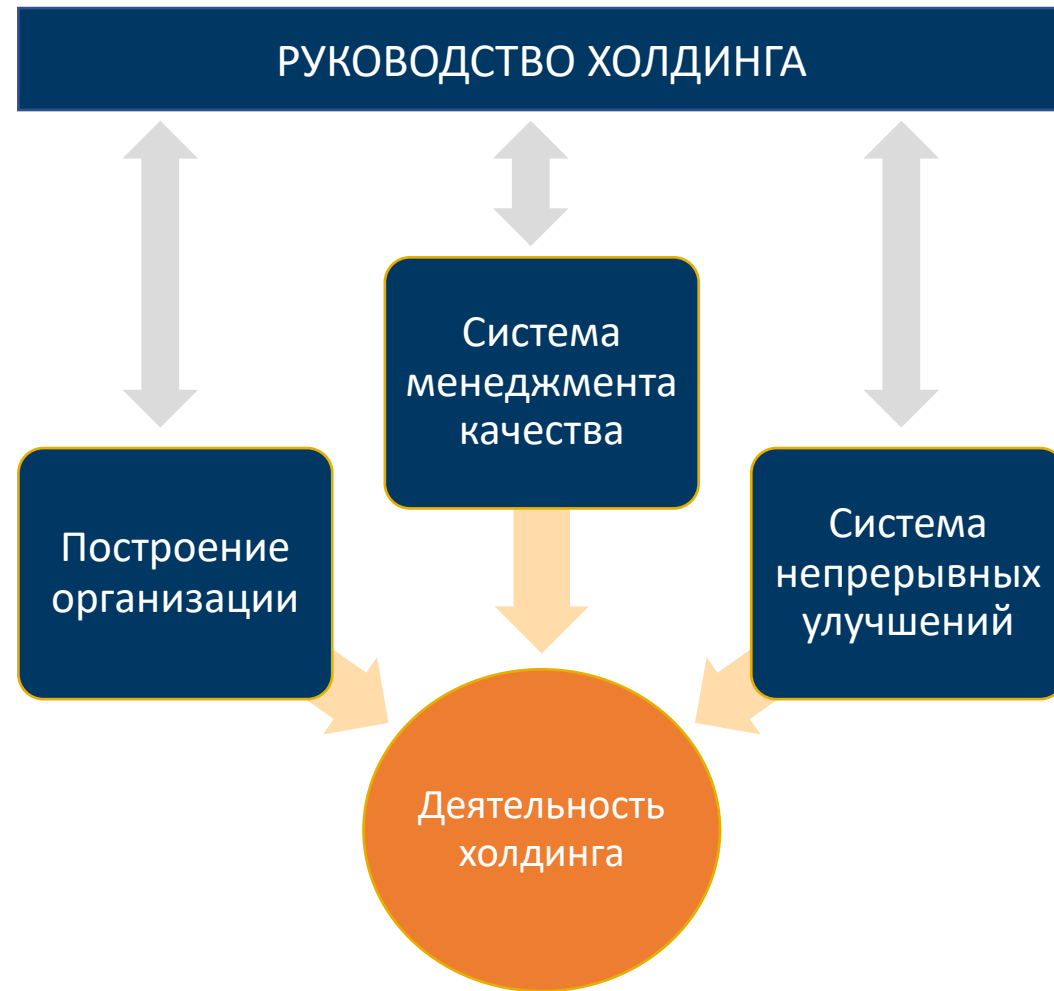 РУКОВОДСТВО ХОЛДИНГА
Система
менеджмента
качества
Построение
организации
Система
непрерывных
улучшений
Деятельность
холдинга